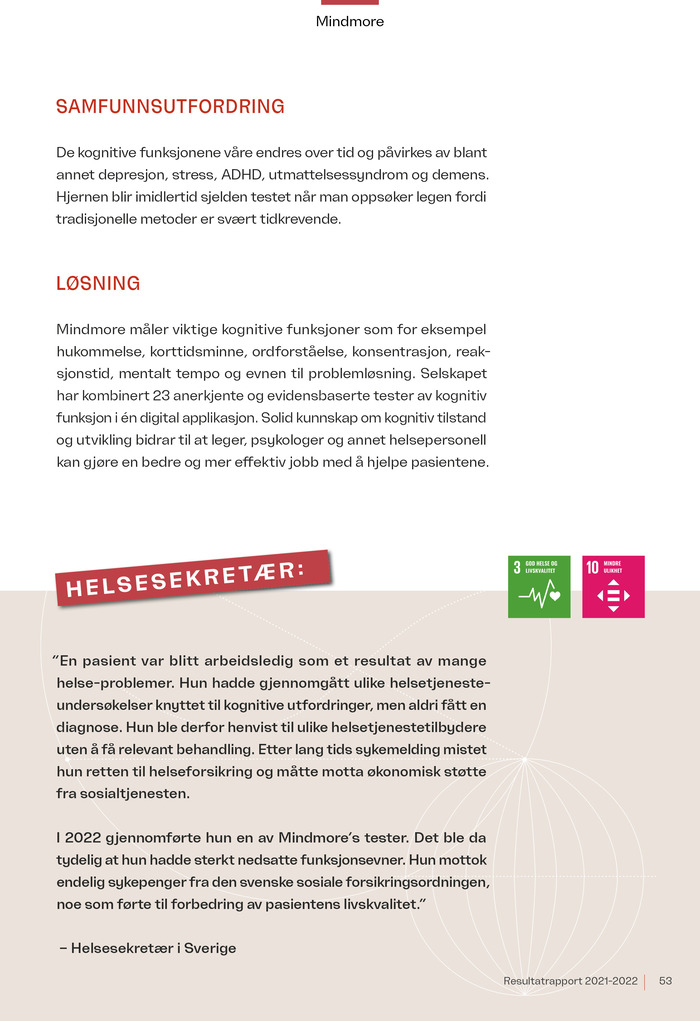 Mindmore
SAMFUNNSUTFORDRING
De kognitive funksjonene våre endres over tid og påvirkes av blant
annet depresjon, stress, ADHD, utmattelsessyndrom og demens.
Hjernen blir imidlertid sjelden testet når man oppsøker legen fordi
tradisjonelle metoder er svært tidkrevende.
LØSNING
Mindmore måler viktige kognitive funksjoner som for eksempel
hukommelse, korttidsminne, ordforståelse, konsentrasjon, reak-
sjonstid, mentalt tempo og evnen til problemløsning. Selskapet
har kombinert 23 anerkjente og evidensbaserte tester av kognitiv
funksjon i én digital applikasjon. Solid kunnskap om kognitiv tilstand
og utvikling bidrar til at leger, psykologer og annet helsepersonell
kan gjøre en bedre og mer effektiv jobb med å hjelpe pasientene.
HELSESEKRETÆR:
3 GOD HELSE OG
LIVSKVALITET
10 MINDRE
ULIKHET
"En pasient var blitt arbeidsledig som et resultat av mange
helse-problemer. Hun hadde gjennomgått ulike helsetjeneste-
undersøkelser knyttet til kognitive utfordringer, men aldri fått en
diagnose. Hun ble derfor henvist til ulike helsetjenestetilbydere
uten å få relevant behandling. Etter lang tids sykemelding mistet
hun retten til helseforsikring og måtte motta økonomisk støtte
fra sosialtjenesten.
I 2022 gjennomførte hun en av Mindmore's tester. Det ble da
tydelig at hun hadde sterkt nedsatte funksjonsevner. Hun mottok
endelig sykepenger fra den svenske sosiale forsikringsordningen,
noe som førte til forbedring av pasientens livskvalitet."
– Helsesekretær i Sverige
Resultatrapport 2021-2022 | 53